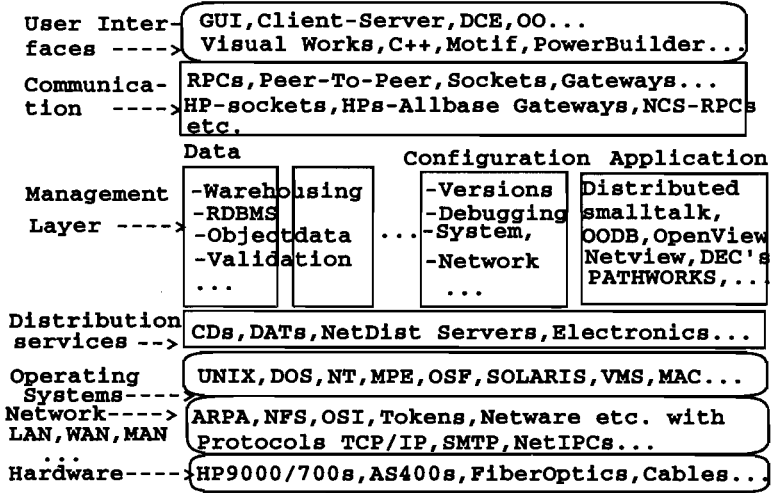 User Inter-
faces ---->
GUI,Client-Server,DCE,OO...
Visual Works,C++,Motif,PowerBuilder...
Communica-
tion ---->
RPCs,Peer-To-Peer,Sockets,Gateways...
HP-sockets,HPs-Allbase Gateways,NCS-RPCs
etc.
Data
Configuration Application
Management
Layer ---->
-Warehousing
-RDBMS
-Objectdata
-Validation
...
...
-Versions
-Debugging
-System,
-Network
...
Distributed
smalltalk,
OODB,OpenView
Netview,DEC's
PATHWORKS,...
Distribution
services -->
CDs,DATs,NetDist Servers,Electronics...
Operating
Systems---->
UNIX,DOS,NT,MPE,OSF,SOLARIS,VMS,MAC...
Network---->
LAN,WAN,MAN
...
ARPA,NFS,OSI,Tokens,Netware etc. with
Protocols TCP/IP,SMTP,NetIPCs...
Hardware---->
HP9000/700s,AS400s,FiberOptics,Cables...